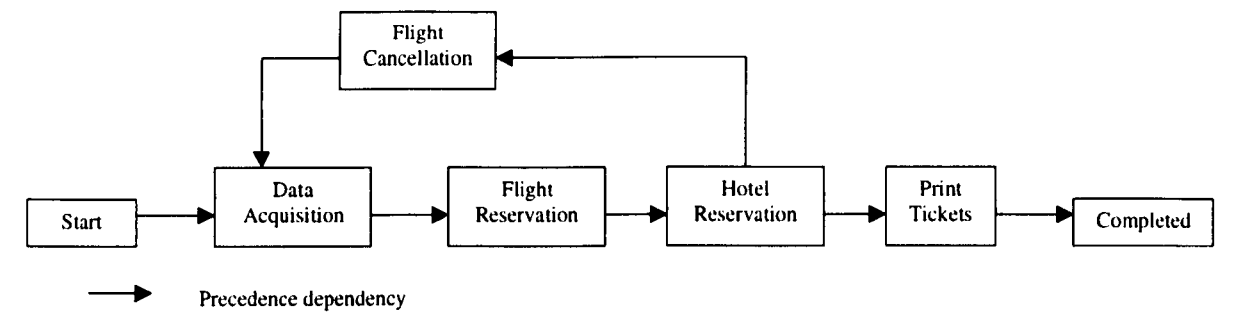 Flight
Cancellation
Data
Acquisition
Flight
Reservation
Hotel
Reservation
Print
Tickets
Start
Completed
Precedence dependency